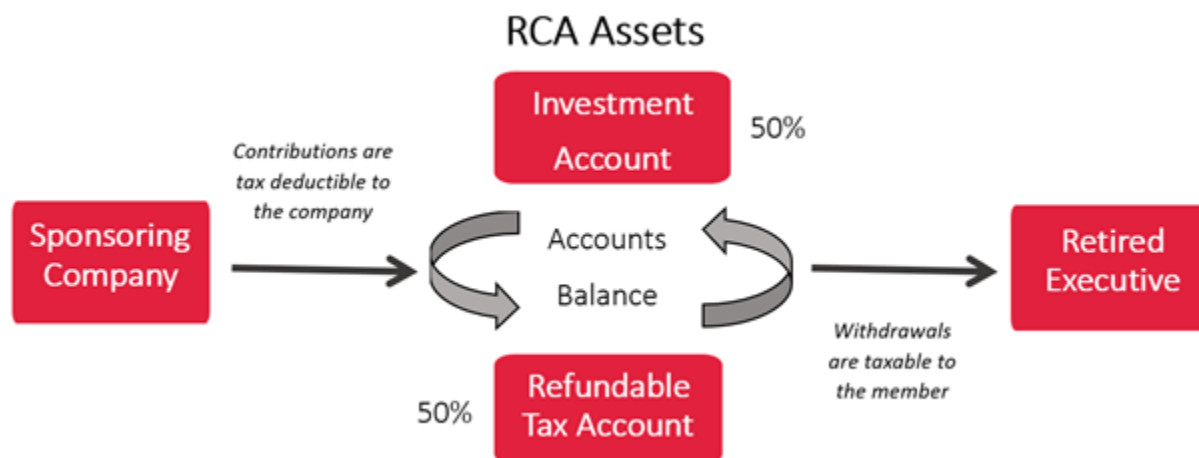 RCA Assets
Investment
Account
50%
Contributions are
tax deductible to
the company
Sponsoring
Company
Accounts
Balance
Retired
Executive
Withdrawals
are taxable to
the member
50%
Refundable
Tax Account